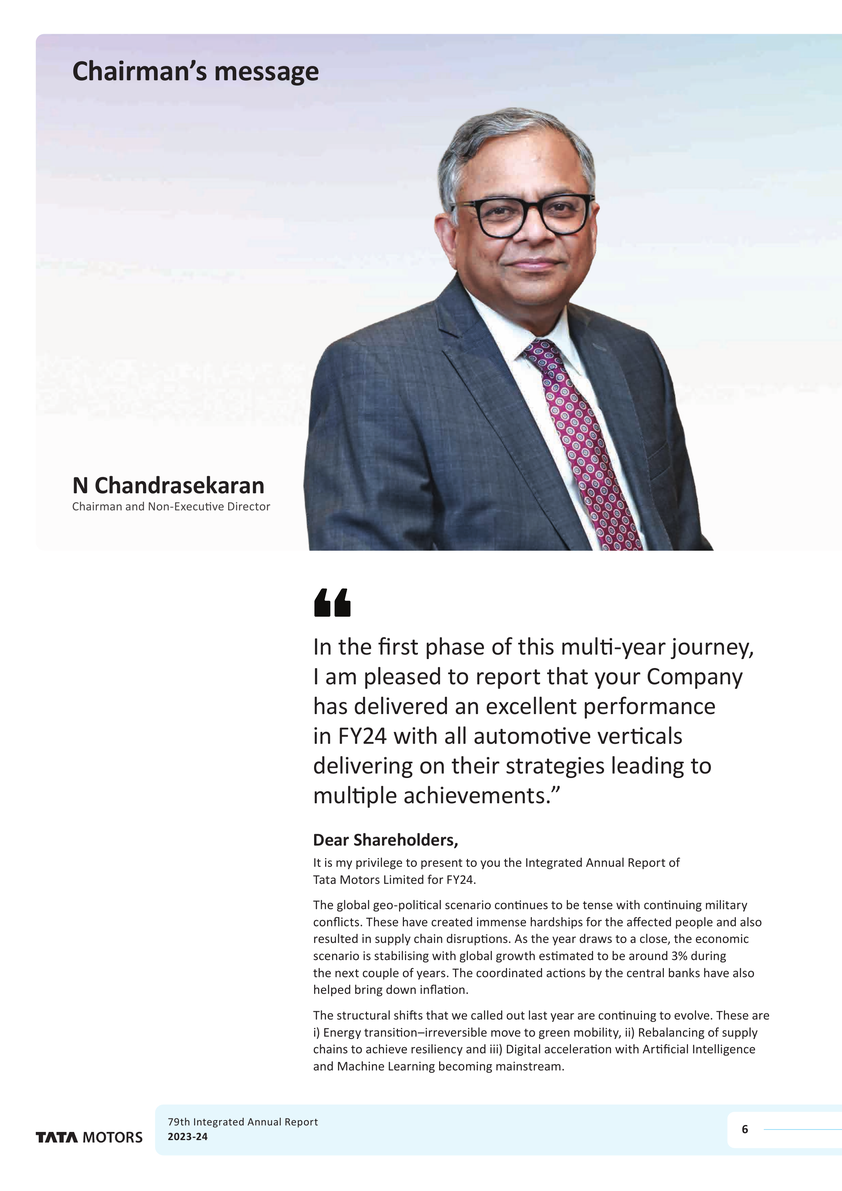 Chairman’s message
N Chandrasekaran
Chairman and Non-Executive Director
“
In the first phase of this multi-year journey,
I am pleased to report that your Company
has delivered an excellent performance
in FY24 with all automotive verticals
delivering on their strategies leading to
multiple achievements.”
Dear Shareholders,
It is my privilege to present to you the Integrated Annual Report of
Tata Motors Limited for FY24.
The global geo-political scenario continues to be tense with continuing military
conflicts. These have created immense hardships for the affected people and also
resulted in supply chain disruptions. As the year draws to a close, the economic
scenario is stabilising with global growth estimated to be around 3% during
the next couple of years. The coordinated actions by the central banks have also
helped bring down inflation.
The structural shifts that we called out last year are continuing to evolve. These are
i) Energy transition–irreversible move to green mobility, ii) Rebalancing of supply
chains to achieve resiliency and iii) Digital acceleration with Artificial Intelligence
and Machine Learning becoming mainstream.
TATA MOTORS
79th Integrated Annual Report
2023-24
6